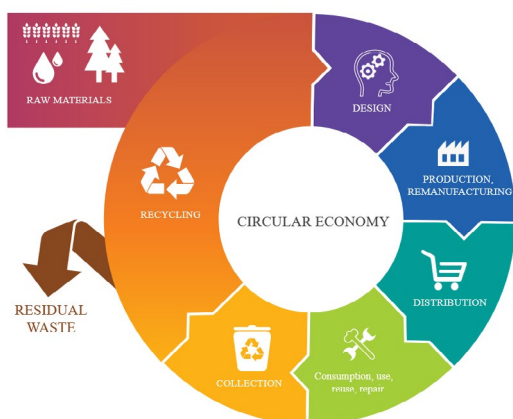 RAW MATERIALS
DESIGN
PRODUCTION,
REMANUFACTURING
RECYCLING
CIRCULAR ECONOMY
DISTRIBUTION
RESIDUAL
WASTE
COLLECTION
Consumption, use,
reuse, repair